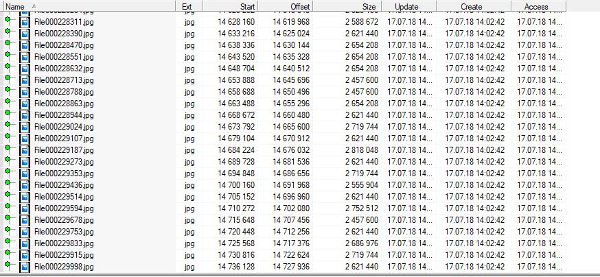 Name Ext Start Offset Size Update Create Access
File000228311.jpg jpg 14 628 160 14 619 968 2 588 672 17.07.18 14... 17.07.18 14:02:42 17.07.18 14...
File000228390.jpg jpg 14 633 216 14 625 024 2 621 440 17.07.18 14... 17.07.18 14:02:42 17.07.18 14...
File000228470.jpg jpg 14 638 336 14 630 144 2 654 208 17.07.18 14... 17.07.18 14:02:42 17.07.18 14...
File000228551.jpg jpg 14 643 520 14 635 328 2 654 208 17.07.18 14... 17.07.18 14:02:42 17.07.18 14...
File000228632.jpg jpg 14 648 704 14 640 512 2 654 208 17.07.18 14... 17.07.18 14:02:42 17.07.18 14...
File000228713.jpg jpg 14 653 888 14 645 696 2 457 600 17.07.18 14... 17.07.18 14:02:42 17.07.18 14...
File000228788.jpg jpg 14 658 688 14 650 496 2 457 600 17.07.18 14... 17.07.18 14:02:42 17.07.18 14...
File000228863.jpg jpg 14 663 488 14 655 296 2 654 208 17.07.18 14... 17.07.18 14:02:42 17.07.18 14...
File000228944.jpg jpg 14 668 672 14 660 480 2 621 440 17.07.18 14... 17.07.18 14:02:42 17.07.18 14...
File000229024.jpg jpg 14 673 792 14 665 600 2 719 744 17.07.18 14... 17.07.18 14:02:42 17.07.18 14...
File000229107.jpg jpg 14 679 104 14 670 912 2 621 440 17.07.18 14... 17.07.18 14:02:42 17.07.18 14...
File000229187.jpg jpg 14 684 224 14 676 032 2 818 048 17.07.18 14... 17.07.18 14:02:42 17.07.18 14...
File000229273.jpg jpg 14 689 728 14 681 536 2 621 440 17.07.18 14... 17.07.18 14:02:42 17.07.18 14...
File000229353.jpg jpg 14 694 848 14 686 656 2 719 744 17.07.18 14... 17.07.18 14:02:42 17.07.18 14...
File000229436.jpg jpg 14 700 160 14 691 968 2 555 904 17.07.18 14... 17.07.18 14:02:42 17.07.18 14...
File000229514.jpg jpg 14 705 152 14 696 960 2 621 440 17.07.18 14... 17.07.18 14:02:42 17.07.18 14...
File000229594.jpg jpg 14 710 272 14 702 080 2 752 512 17.07.18 14... 17.07.18 14:02:42 17.07.18 14...
File000229678.jpg jpg 14 715 648 14 707 456 2 457 600 17.07.18 14... 17.07.18 14:02:42 17.07.18 14...
File000229753.jpg jpg 14 720 448 14 712 256 2 621 440 17.07.18 14... 17.07.18 14:02:42 17.07.18 14...
File000229833.jpg jpg 14 725 568 14 717 376 2 686 976 17.07.18 14... 17.07.18 14:02:42 17.07.18 14...
File000229915.jpg jpg 14 730 816 14 722 624 2 719 744 17.07.18 14... 17.07.18 14:02:42 17.07.18 14...
File000229998.jpg jpg 14 736 128 14 727 936 2 621 440 17.07.18 14... 17.07.18 14:02:42 17.07.18 14...